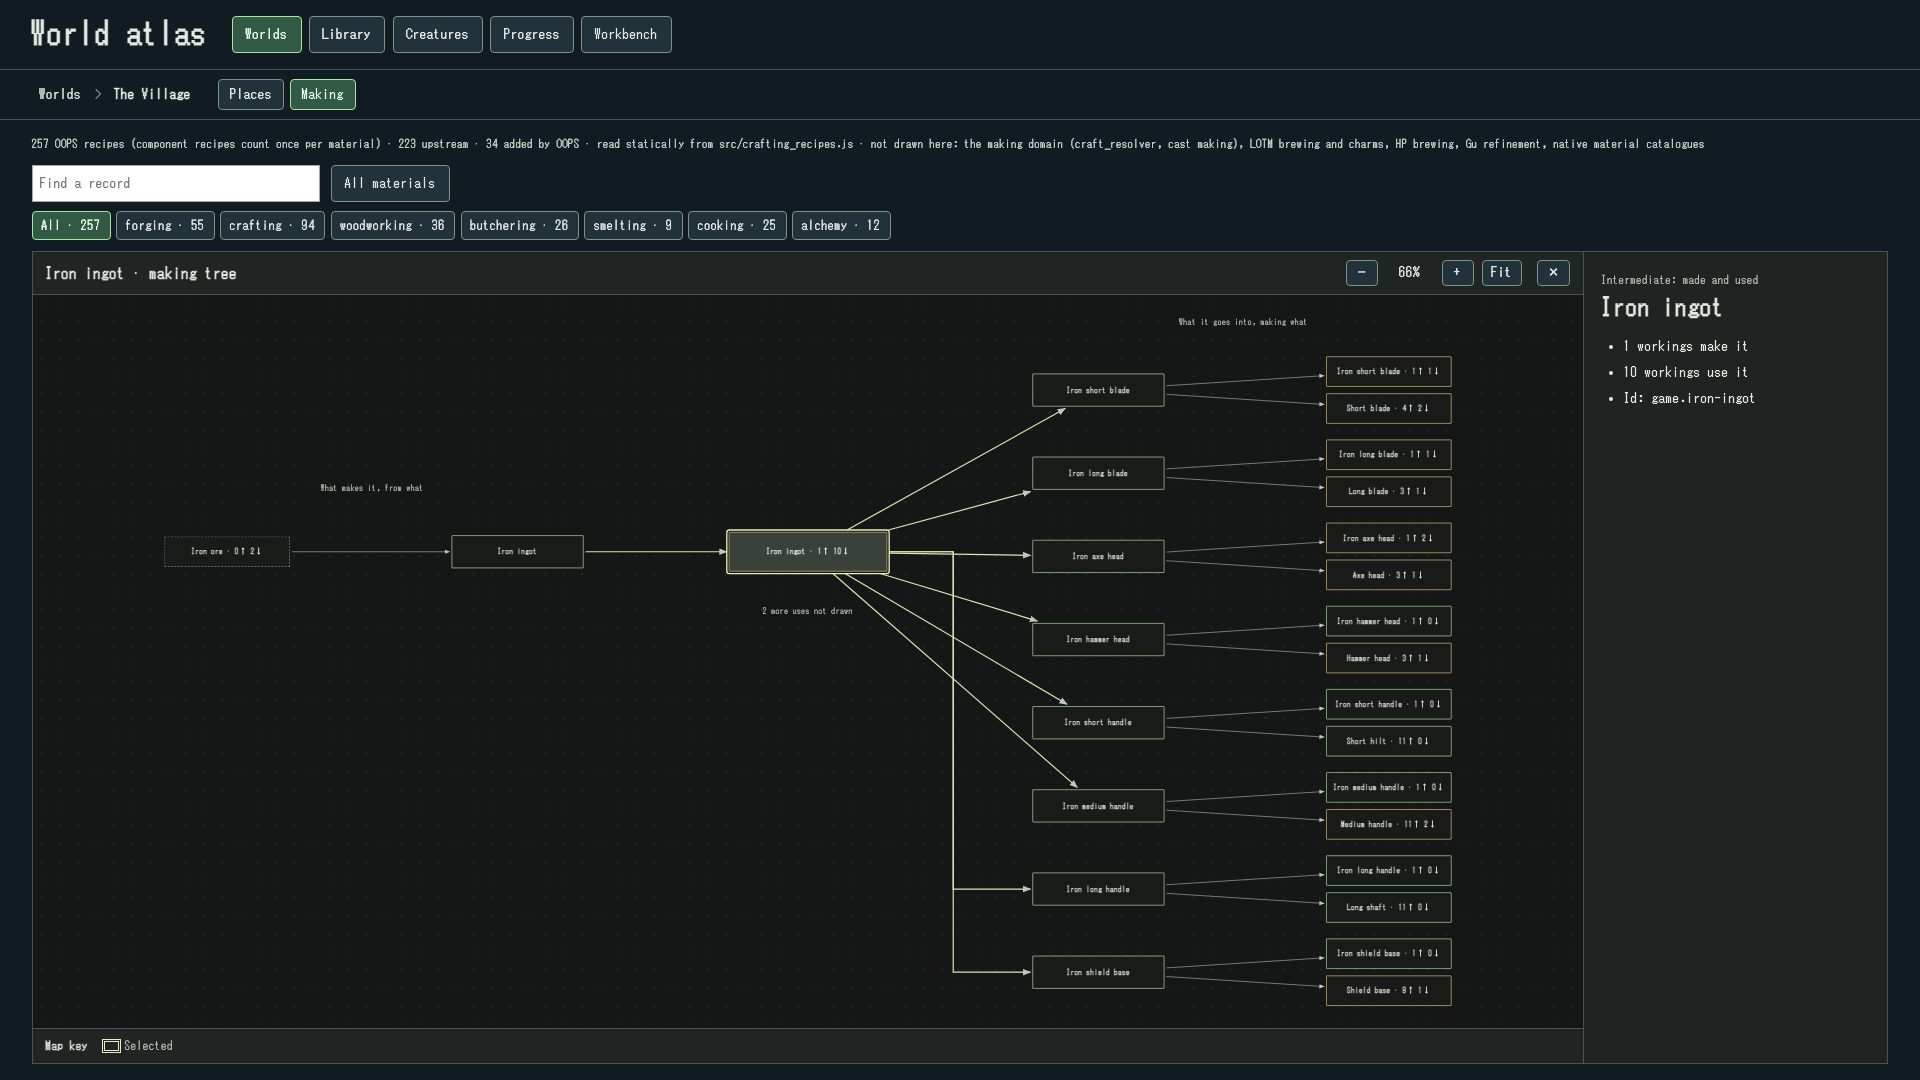 World atlas
Worlds
Library
Creatures
Progress
Workbench
Worlds > The Village
Places
Making
257 OOPS recipes (component recipes count once per material) · 223 upstream · 34 added by OOPS · read statically from src/crafting_recipes.js · not drawn here: the making domain (craft_resolver, cast making), LOTM brewing and charms, HP brewing, Gu refinement, native material catalogues
Find a record
All materials
All · 257
forging · 55
crafting · 94
woodworking · 36
butchering · 26
smelting · 9
cooking · 25
alchemy · 12
Iron ingot · making tree
−
66%
+
Fit
×
What it goes into, making what
What makes it, from what
Iron ore · 0↑ 2↓
Iron ingot
Iron ingot · 1↑ 10↓
2 more uses not drawn
Iron short blade
Iron short blade · 1↑ 1↓
Short blade · 4↑ 2↓
Iron long blade
Iron long blade · 1↑ 1↓
Long blade · 3↑ 1↓
Iron axe head
Iron axe head · 1↑ 2↓
Axe head · 3↑ 1↓
Iron hammer head
Iron hammer head · 1↑ 0↓
Hammer head · 3↑ 1↓
Iron short handle
Iron short handle · 1↑ 0↓
Short hilt · 11↑ 0↓
Iron medium handle
Iron medium handle · 1↑ 0↓
Medium handle · 11↑ 2↓
Iron long handle
Iron long handle · 1↑ 0↓
Long shaft · 11↑ 0↓
Iron shield base
Iron shield base · 1↑ 0↓
Shield base · 9↑ 1↓
Map key
Selected
Intermediate: made and used
Iron ingot
• 1 workings make it
• 10 workings use it
• Id: game.iron-ingot